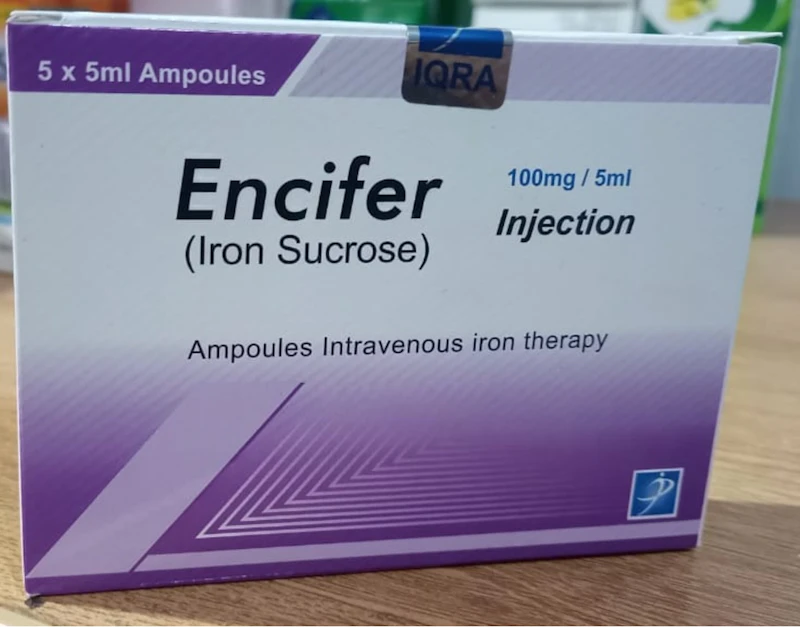 5 x 5ml Ampoules
IQRA
Encifer
(Iron Sucrose)
100mg / 5ml
Injection
Ampoules Intravenous iron therapy